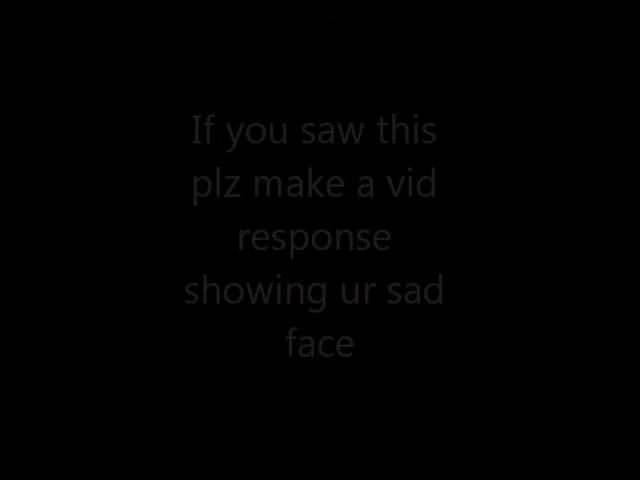 If you saw this
plz make a vid
response
showing ur sad
face